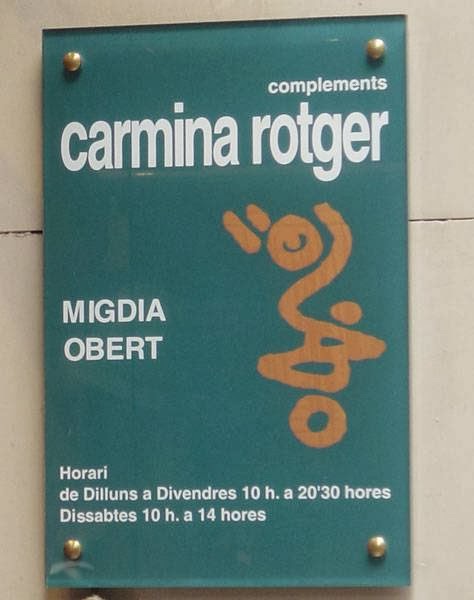 complements
carmina rotger
MIGDIA
OBERT
Horari
de Dilluns a Divendres 10 h. a 20'30 hores
Dissabtes 10 h. a 14 hores